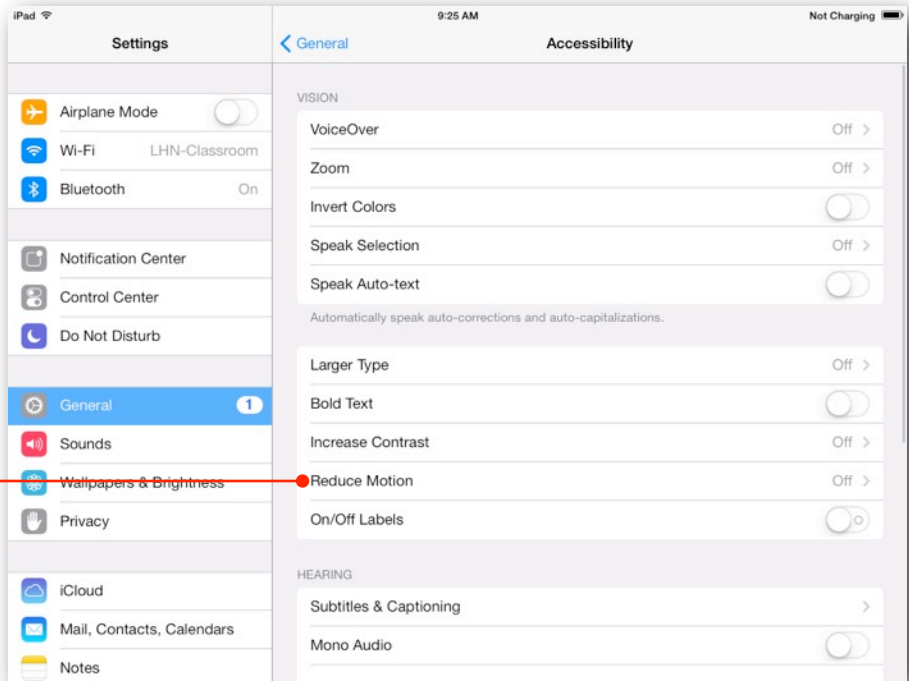 iPad
9:25 AM
Not Charging
Settings
General
Accessibility
Airplane Mode
Wi-Fi LHN-Classroom
Bluetooth On
Notification Center
Control Center
Do Not Disturb
General 1
Sounds
Wallpapers & Brightness
Privacy
iCloud
Mail, Contacts, Calendars
Notes
VISION
VoiceOver Off
Zoom Off
Invert Colors
Speak Selection Off
Speak Auto-text
Automatically speak auto-corrections and auto-capitalizations.
Larger Type Off
Bold Text
Increase Contrast Off
Reduce Motion Off
On/Off Labels
HEARING
Subtitles & Captioning
Mono Audio